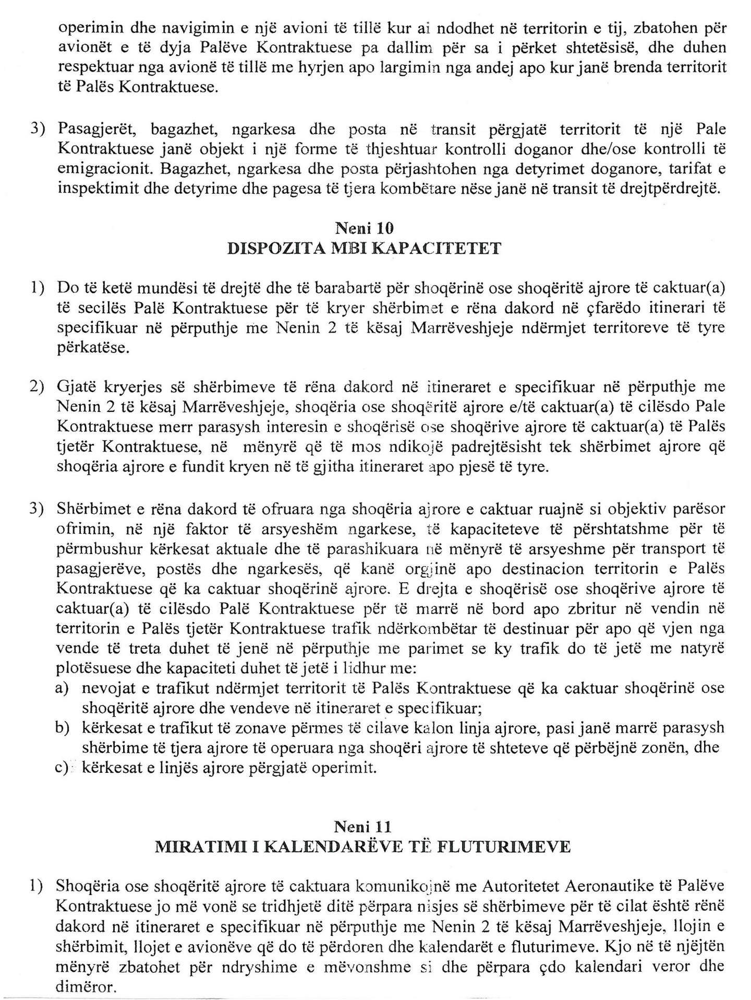 operimin dhe navigimin e një avioni të tillë kur ai ndodhet në territorin e tij, zbatohen për
avionët e të dyja Palëve Kontraktuese pa dallim për sa i përket shtetësisë, dhe duhen
respektuar nga avionë të tillë me hyrjen apo largimin nga andej apo kur janë brenda territorit
të Palës Kontraktuese.
3) Pasagjerët, bagazhet, ngarkesa dhe posta në transit përgjatë territorit të një Pale
Kontraktuese janë objekt i një forme të thjeshtuar kontrolli doganor dhe/ose kontrolli të
emigracionit. Bagazhet, ngarkesa dhe posta përjashtohen nga detyrimet doganore, tarifat e
inspektimit dhe detyrime dhe pagesa të tjera kombëtare nëse janë në transit të drejtpërdrejtë.
Neni 10
DISPOZITA MBI KAPACITETET
1) Do të ketë mundësi të drejtë dhe të barabartë për shoqërinë ose shoqëritë ajrore të caktuar(a)
të secilës Palë Kontraktuese për të kryer shërbimet e rëna dakord në çfarëdo itinerari të
specifikuar në përputhje me Nenin 2 të kësaj Marrëveshjeje ndërmjet territoreve të tyre
përkatëse.
2) Gjatë kryerjes së shërbimeve të rëna dakord në itineraret e specifikuar në përputhje me
Nenin 2 të kësaj Marrëveshjeje, shoqëria ose shoqëritë ajrore e/të caktuar(a) të cilësdo Pale
Kontraktuese merr parasysh interesin e shoqërisë ose shoqërive ajrore të caktuar(a) të Palës
tjetër Kontraktuese, në mënyrë që të mos ndikojë padrejtësisht tek shërbimet ajrore që
shoqëria ajrore e fundit kryen në të gjitha itineraret apo pjesë të tyre.
3) Shërbimet e rëna dakord të ofruara nga shoqëria ajrore e caktuar ruajnë si objektiv parësor
ofrimin, në një faktor të arsyeshëm ngarkese, të kapaciteteve të përshtatshme për të
përmbushur kërkesat aktuale dhe të parashikuara në mënyrë të arsyeshme për transport të
pasagjerëve, postës dhe ngarkesës, që kanë orgjinë apo destinacion territorin e Palës
Kontraktuese që ka caktuar shoqërinë ajrore. E drejta e shoqërisë ose shoqërive ajrore të
caktuar(a) të cilësdo Palë Kontraktuese për të marrë në bord apo zbritur në vendin në
territorin e Palës tjetër Kontraktuese trafik ndërkombëtar të destinuar për apo që vjen nga
vende të treta duhet të jenë në përputhje me parimet se ky trafik do të jetë me natyrë
plotësuese dhe kapaciteti duhet të jetë i lidhur me:
a) nevojat e trafikut ndërmjet territorit të Palës Kontraktuese që ka caktuar shoqërinë ose
shoqëritë ajrore dhe vendeve në itineraret e specifikuar;
b) kërkesat e trafikut të zonave përmes të cilave kalon linja ajrore, pasi janë marrë parasysh
shërbime të tjera ajrore të operuara nga shoqëri ajrore të shteteve që përbëjnë zonën, dhe
c) kërkesat e linjës ajrore përgjatë operimit.
Neni 11
MIRATIMI I KALENDARËVE TË FLUTURIMEVE
1) Shoqëria ose shoqëritë ajrore të caktuara komunikojnë me Autoritetet Aeronautike të Palëve
Kontraktuese jo më vonë se tridhjetë ditë përpara nisjes së shërbimeve për të cilat është rënë
dakord në itineraret e specifikuar në përputhje me Nenin 2 të kësaj Marrëveshjeje, llojin e
shërbimit, llojet e avionëve që do të përdoren dhe kalendarët e fluturimeve. Kjo në të njëjtën
mënyrë zbatohet për ndryshime e mëvonshme si dhe përpara çdo kalendari veror dhe
dimëror.